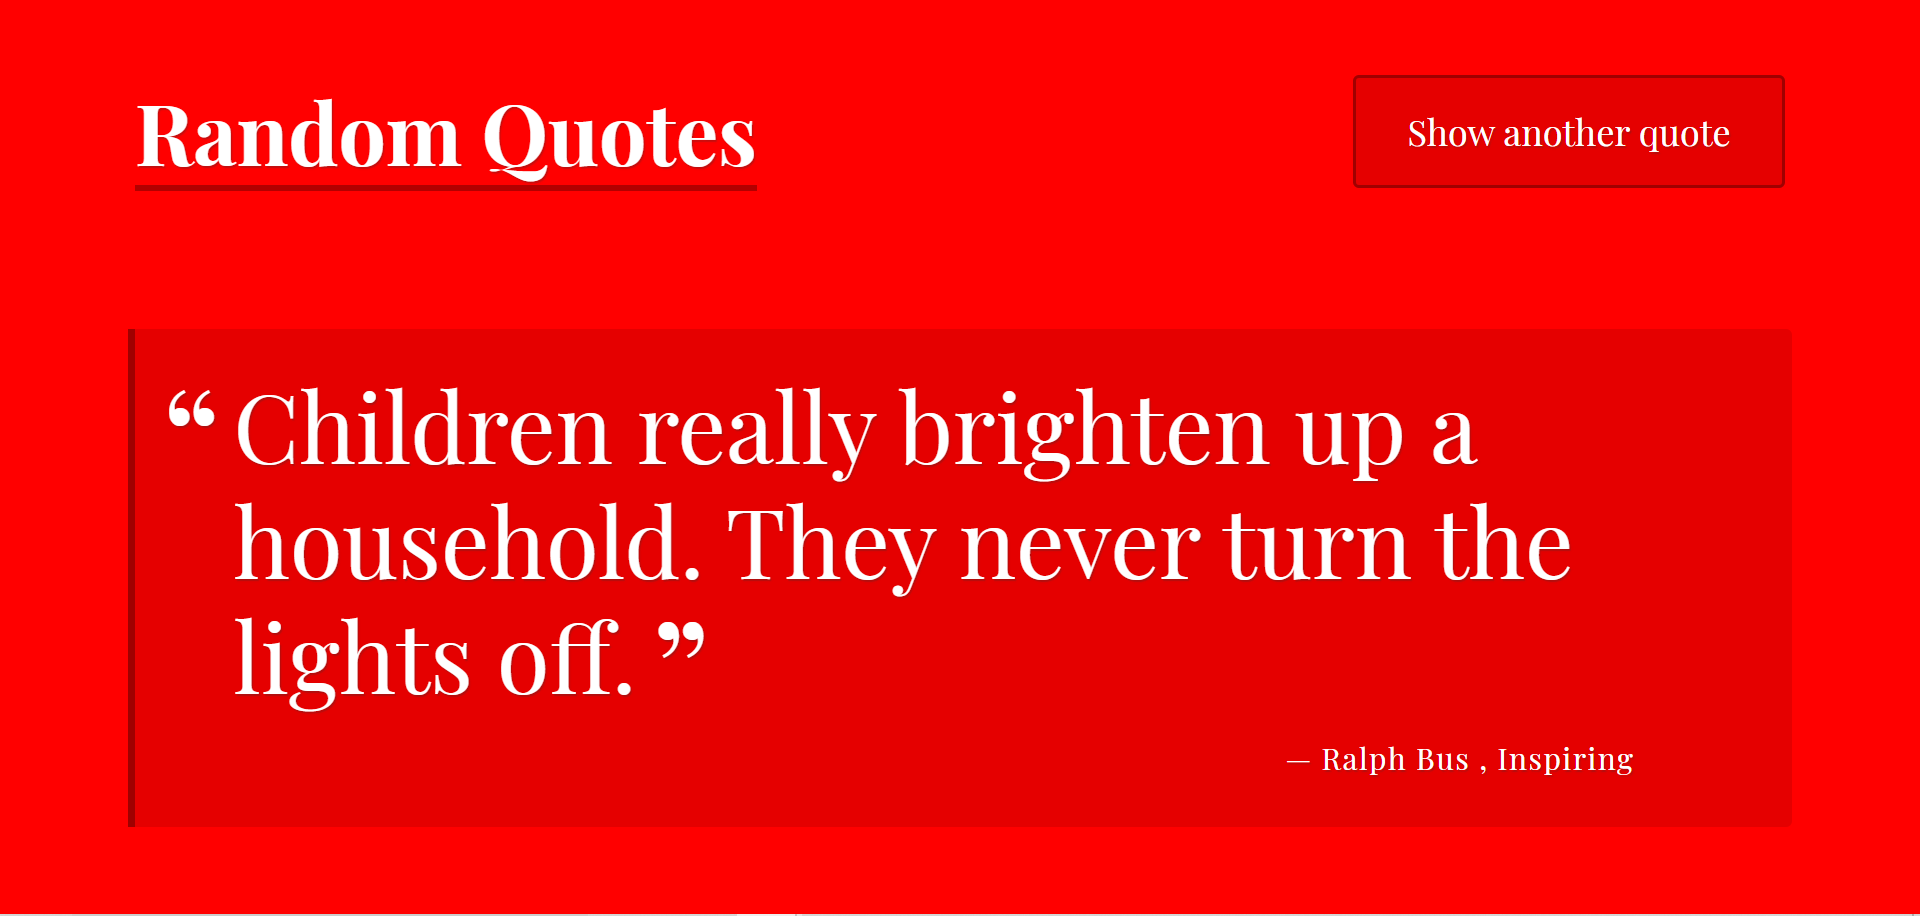 Random Quotes
Show another quote
“ Children really brighten up a
household. They never turn the
lights off. ”
— Ralph Bus , Inspiring